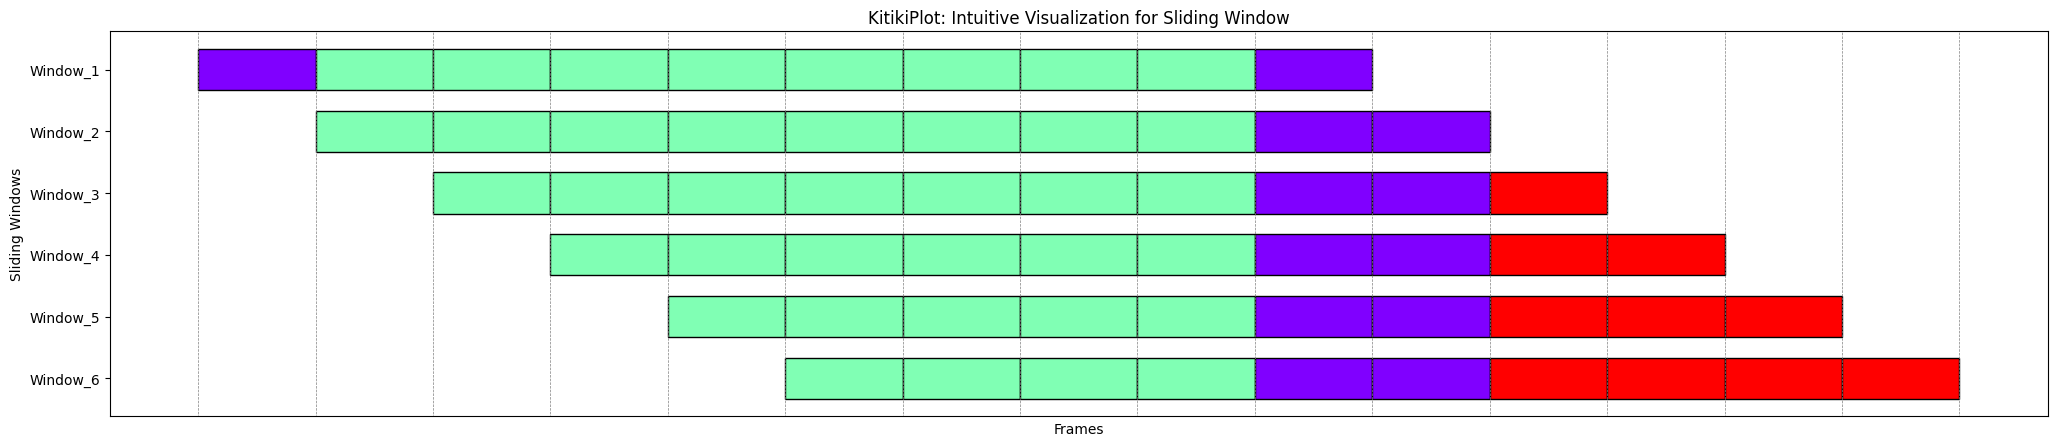 KitikiPlot: Intuitive Visualization for Sliding Window
Sliding Windows
Window_1
Window_2
Window_3
Window_4
Window_5
Window_6
Frames